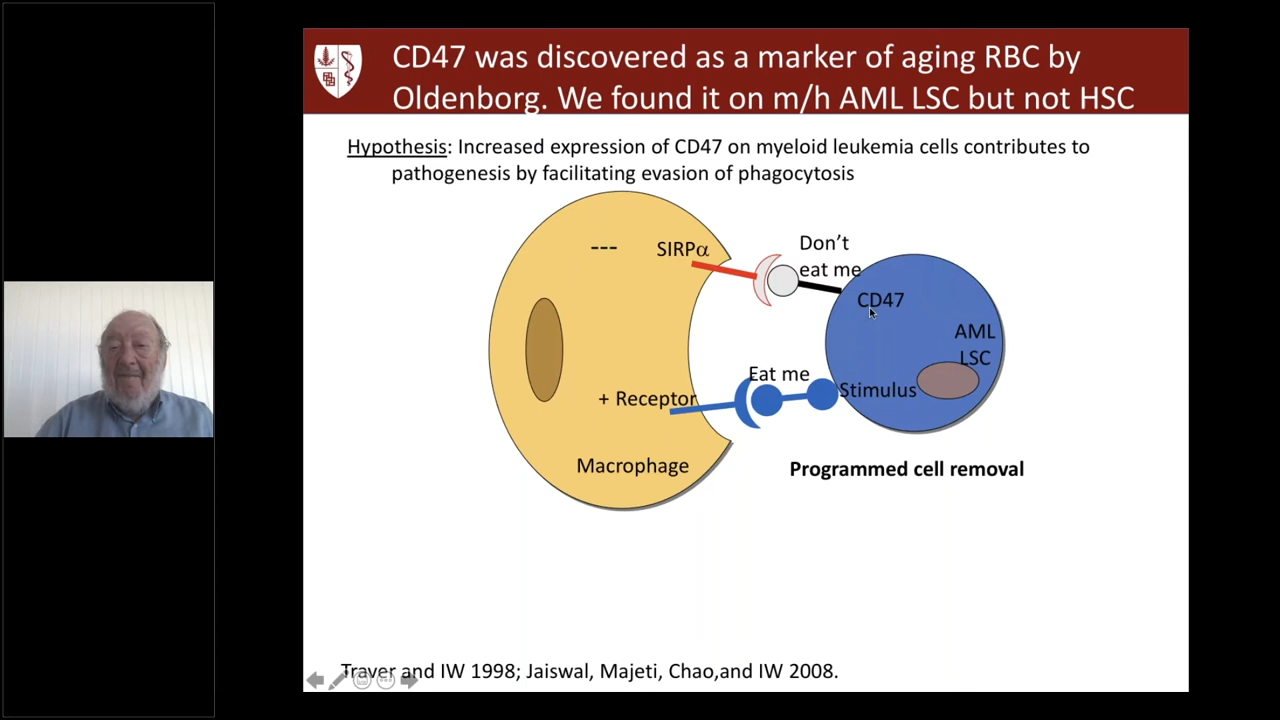 CD47 was discovered as a marker of aging RBC by
Oldenborg. We found it on m/h AML LSC but not HSC
Hypothesis: Increased expression of CD47 on myeloid leukemia cells contributes to
pathogenesis by facilitating evasion of phagocytosis
---
SIRPα
Don’t
eat me
CD47
AML
LSC
Eat me
+ Receptor
Stimulus
Macrophage
Programmed cell removal
Traver and IW 1998; Jaiswal, Majeti, Chao,and IW 2008.